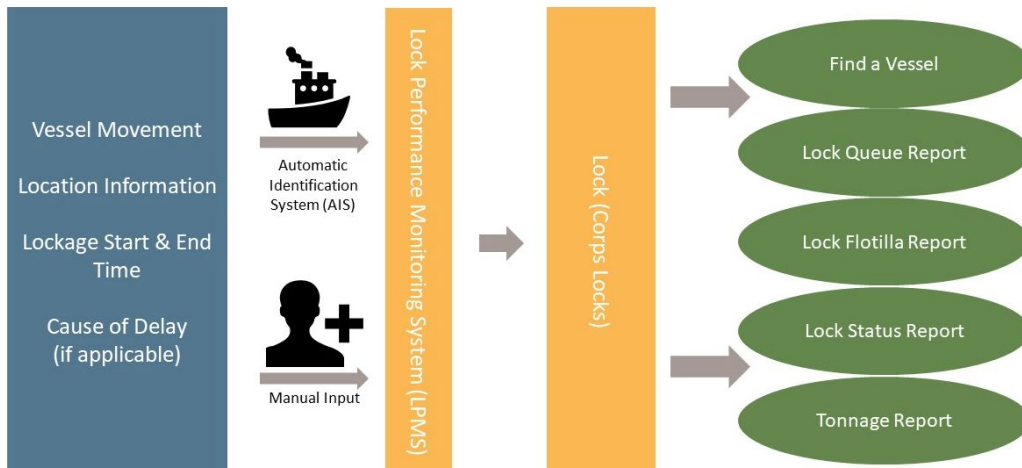 Vessel Movement
Location Information
Lockage Start & End
Time
Cause of Delay
(if applicable)
Automatic
Identification
System (AIS)
Manual Input
Lock Performance Monitoring System (LPMS)
Lock (Corps Locks)
Find a Vessel
Lock Queue Report
Lock Flotilla Report
Lock Status Report
Tonnage Report